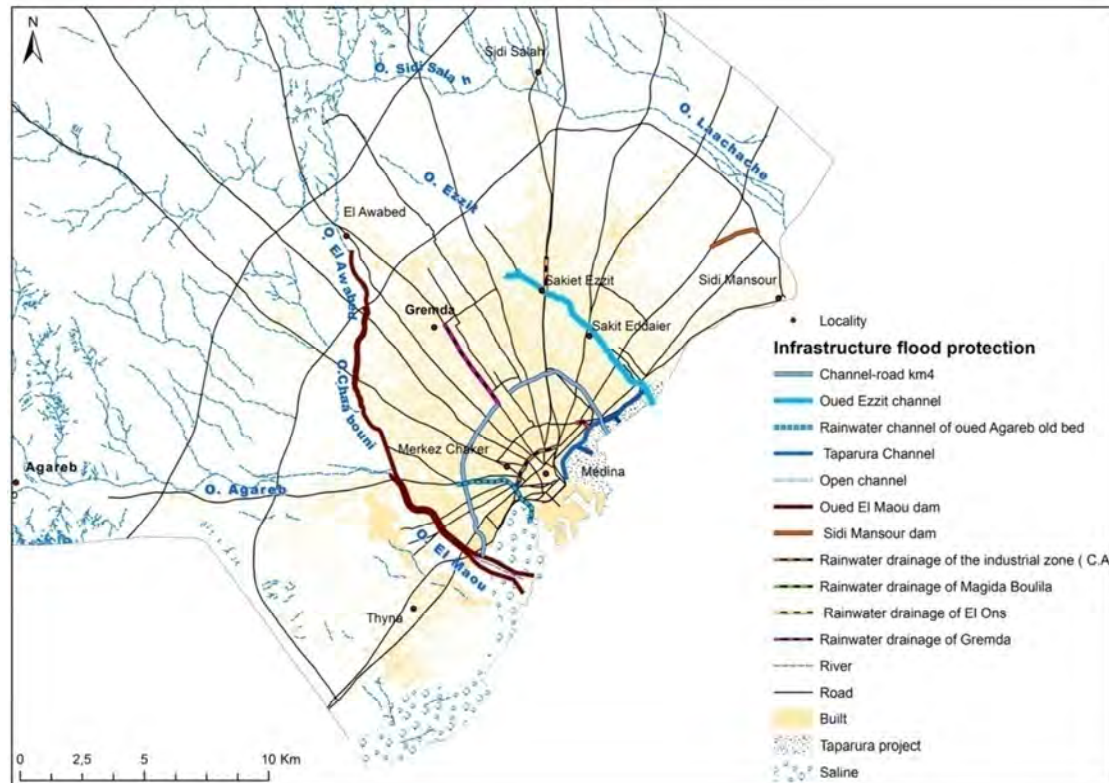 N
Sidi Salah
O. Sidi Sala h
O. Laachache
O. Ezzit
El Awabed
O. El Awabed
Sakiet Ezzit
Sidi Mansour
Gremda
Sakit Eddaier
O.Chaa bouni
Merkez Chaker
Medina
Agareb
O. Agareb
O. El Maou
Thyna
Locality
Infrastructure flood protection
Channel-road km4
Oued Ezzit channel
Rainwater channel of oued Agareb old bed
Taparura Channel
Open channel
Oued El Maou dam
Sidi Mansour dam
Rainwater drainage of the industrial zone ( C.A
Rainwater drainage of Magida Boulila
Rainwater drainage of El Ons
Rainwater drainage of Gremda
River
Road
Built
Taparura project
Saline
0 2,5 5 10 Km